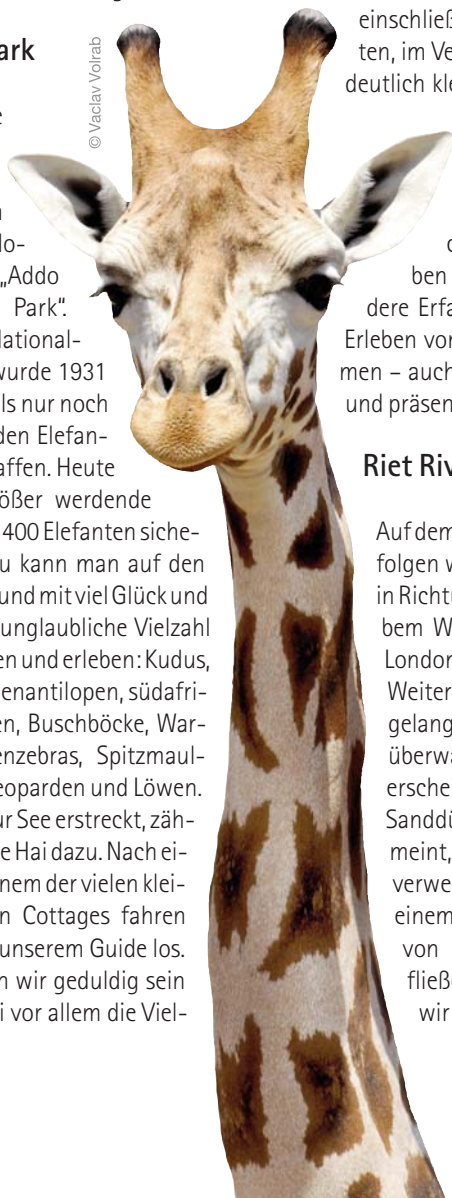 ark
e
n
lo-
„Addo
Park“.
National-
wurde 1931
ls nur noch
den Elefan-
affen. Heute
ößer werdende
400 Elefanten siche-
u kann man auf den
und mit viel Glück und
unglaubliche Vielzahl
en und erleben: Kudus,
enantilopen, südafri-
en, Buschböcke, War-
enzebras, Spitzmaul-
eoparden und Löwen.
ur See erstreckt, zäh-
e Hai dazu. Nach ei-
nem der vielen klei-
n Cottages fahren
unserem Guide los.
n wir geduldig sein
i vor allem die Viel-
© Vaclav Volrab
einschließ
ten, im Ve
deutlich kle
ben
dere Erfa
Erleben vor
men – auch
und präsen
Riet Riv
Auf dem
folgen w
in Richtu
bem W
London
Weiter
gelang
überwa
ersche
Sanddü
meint,
verwe
einem
von
fließe
wir